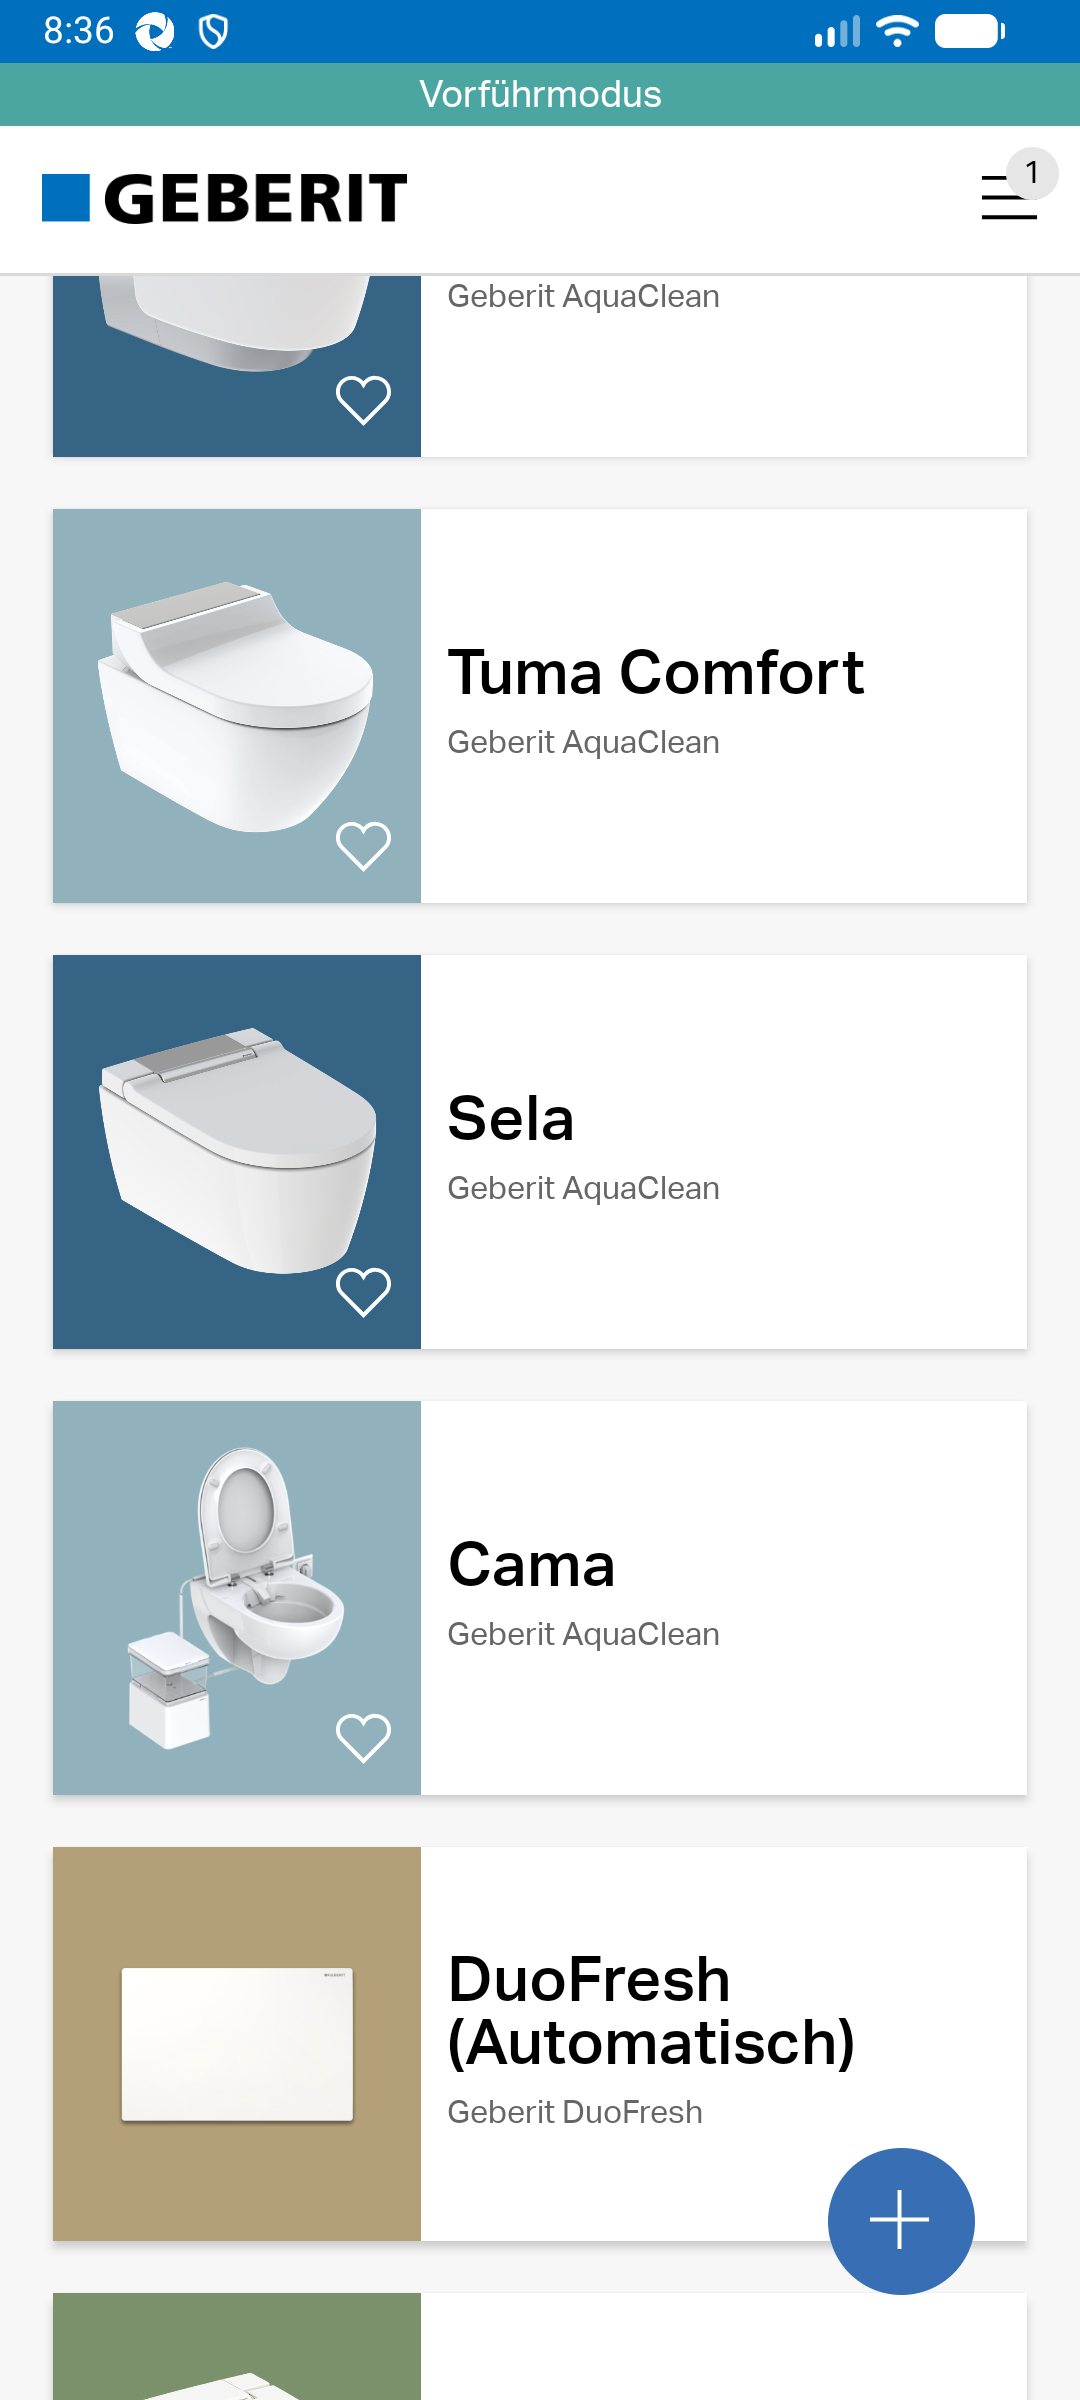 8:36
Vorführmodus
GEBERIT
1
Geberit AquaClean
Tuma Comfort
Geberit AquaClean
Sela
Geberit AquaClean
Cama
Geberit AquaClean
DuoFresh
(Automatisch)
Geberit DuoFresh